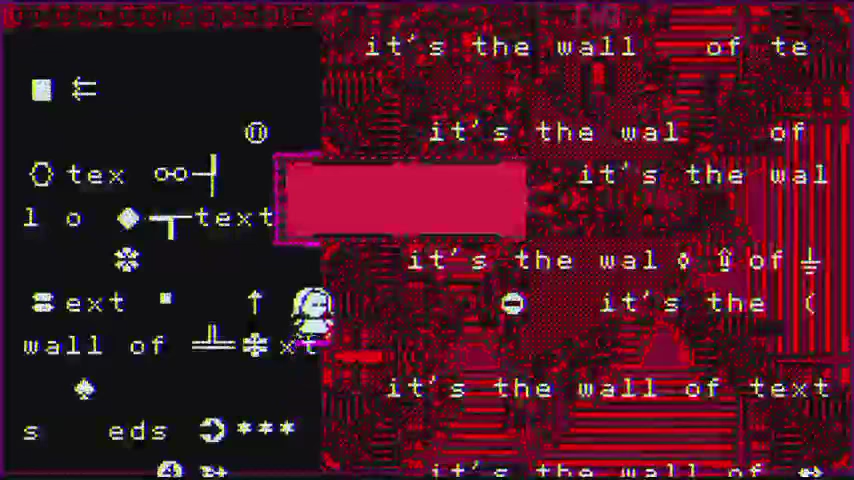 it's the wall of te
it's the wal of
tex it's the wal
l o text
it's the wal of
ext it's the (
wall of xt
it's the wall of text
s eds ***
it's the wall of